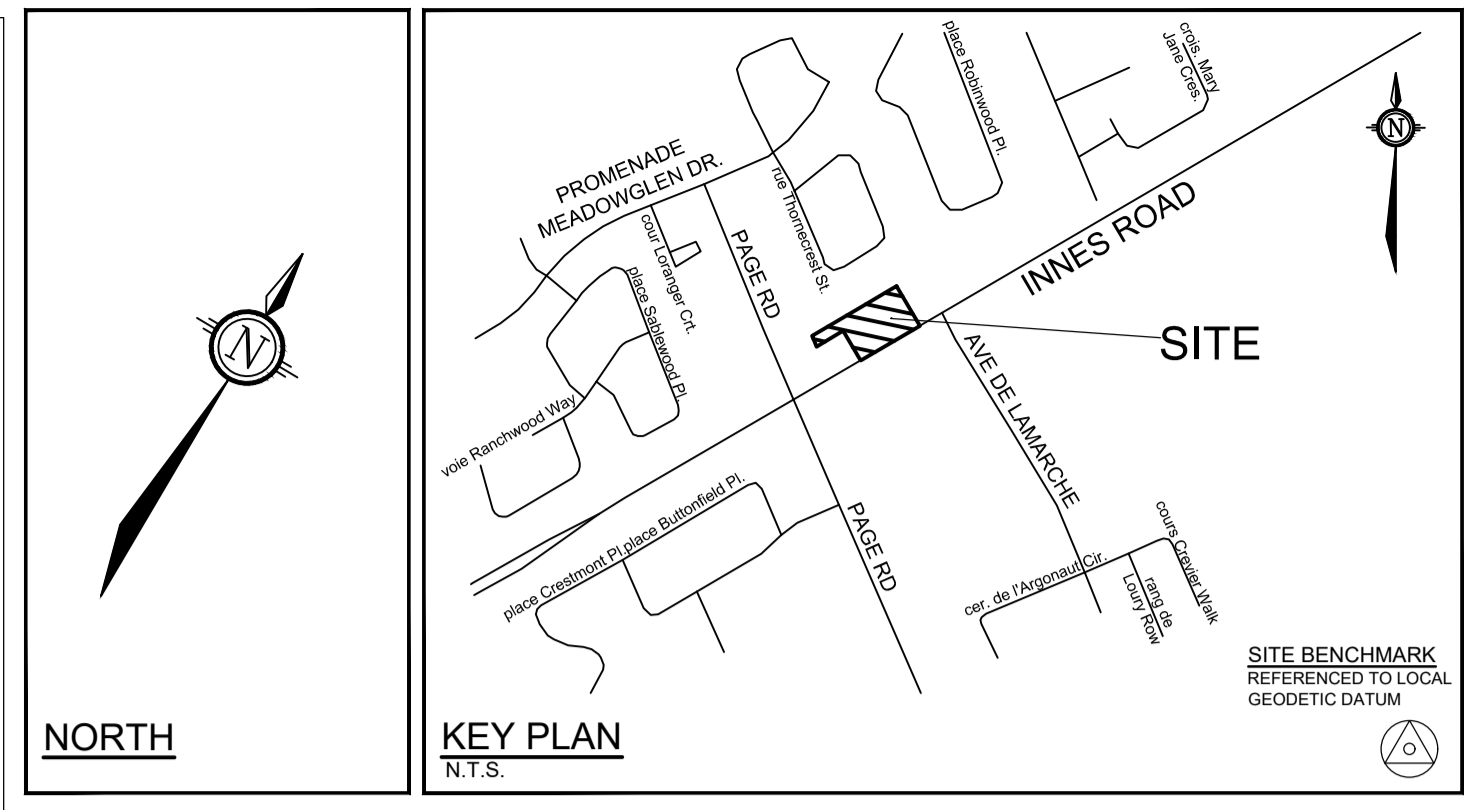 N
NORTH
place Robinwood Pl.
crois. Mary
Jane Cres.
N
PROMENADE
MEADOWGLEN DR.
rue Thornecrest St.
cour Loranger Crt.
PAGE RD
INNES ROAD
place Sablewood Pl.
SITE
AVE DE LAMARCHE
voie Ranchwood Way
place Buttonfield Pl.
place Crestmont Pl.
PAGE RD
cours Crevier Walk
cer. de l'Argonaut Cir.
rang de
Loury Row
SITE BENCHMARK
REFERENCED TO LOCAL
GEODETIC DATUM
KEY PLAN
N.T.S.